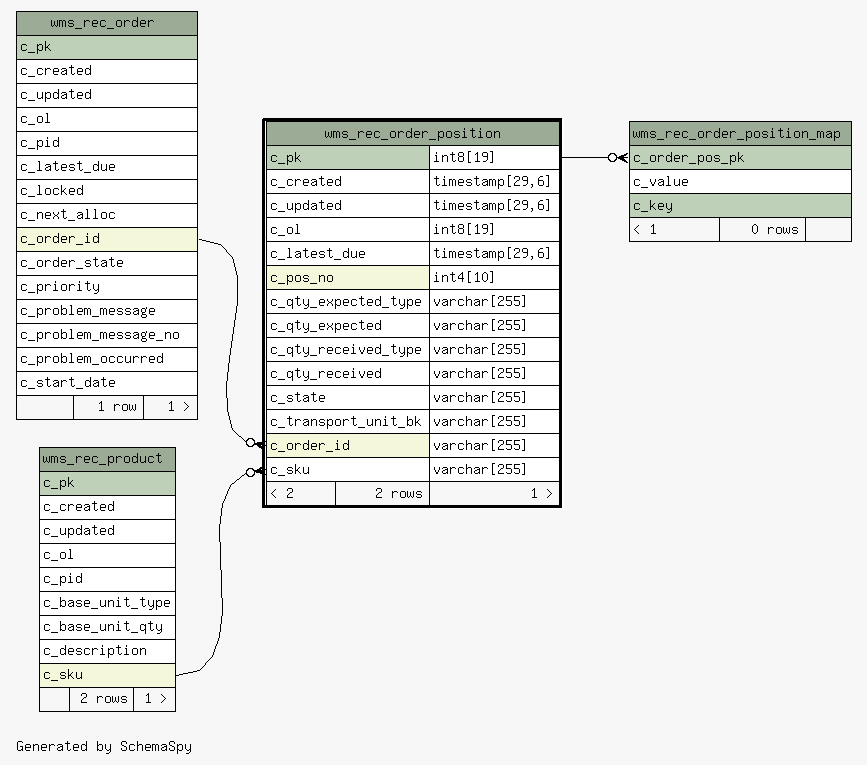 wms_rec_order
c_pk
c_created
c_updated
c_ol
c_pid
c_latest_due
c_locked
c_next_alloc
c_order_id
c_order_state
c_priority
c_problem_message
c_problem_message_no
c_problem_occurred
c_start_date
1 row 1 >
wms_rec_product
c_pk
c_created
c_updated
c_ol
c_pid
c_base_unit_type
c_base_unit_qty
c_description
c_sku
2 rows 1 >
wms_rec_order_position
c_pk int8[19]
c_created timestamp[29,6]
c_updated timestamp[29,6]
c_ol int8[19]
c_latest_due timestamp[29,6]
c_pos_no int4[10]
c_qty_expected_type varchar[255]
c_qty_expected varchar[255]
c_qty_received_type varchar[255]
c_qty_received varchar[255]
c_state varchar[255]
c_transport_unit_bk varchar[255]
c_order_id varchar[255]
c_sku varchar[255]
< 2 2 rows 1 >
wms_rec_order_position_map
c_order_pos_pk
c_value
c_key
< 1 0 rows
Generated by SchemaSpy